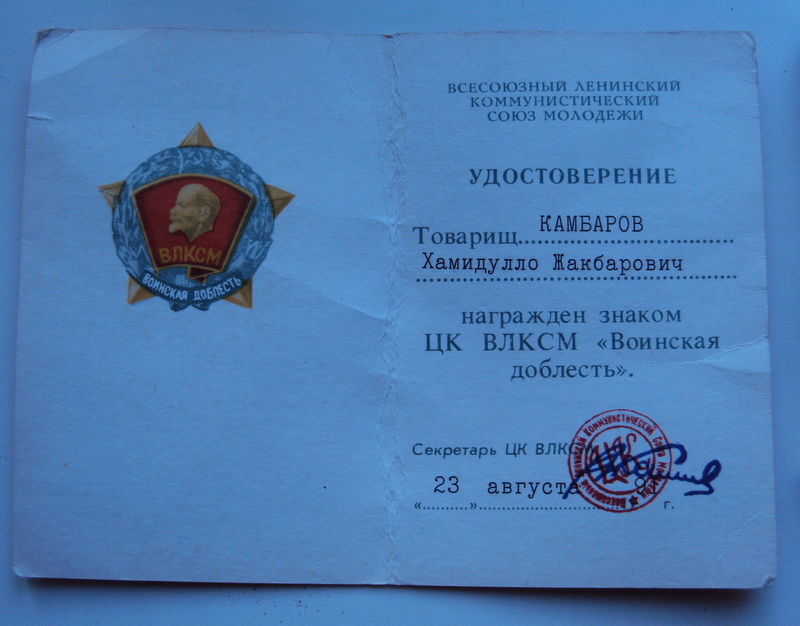 ВЛКСМ
ВОИНСКАЯ ДОБЛЕСТЬ
ВСЕСОЮЗНЫЙ ЛЕНИНСКИЙ
КОММУНИСТИЧЕСКИЙ
СОЮЗ МОЛОДЕЖИ
УДОСТОВЕРЕНИЕ
Товарищ КАМБАРОВ
Хамидулло Жакбарович
награжден знаком
ЦК ВЛКСМ «Воинская
доблесть».
Секретарь ЦК ВЛКСМ
23 августа
«..........»..............................г.